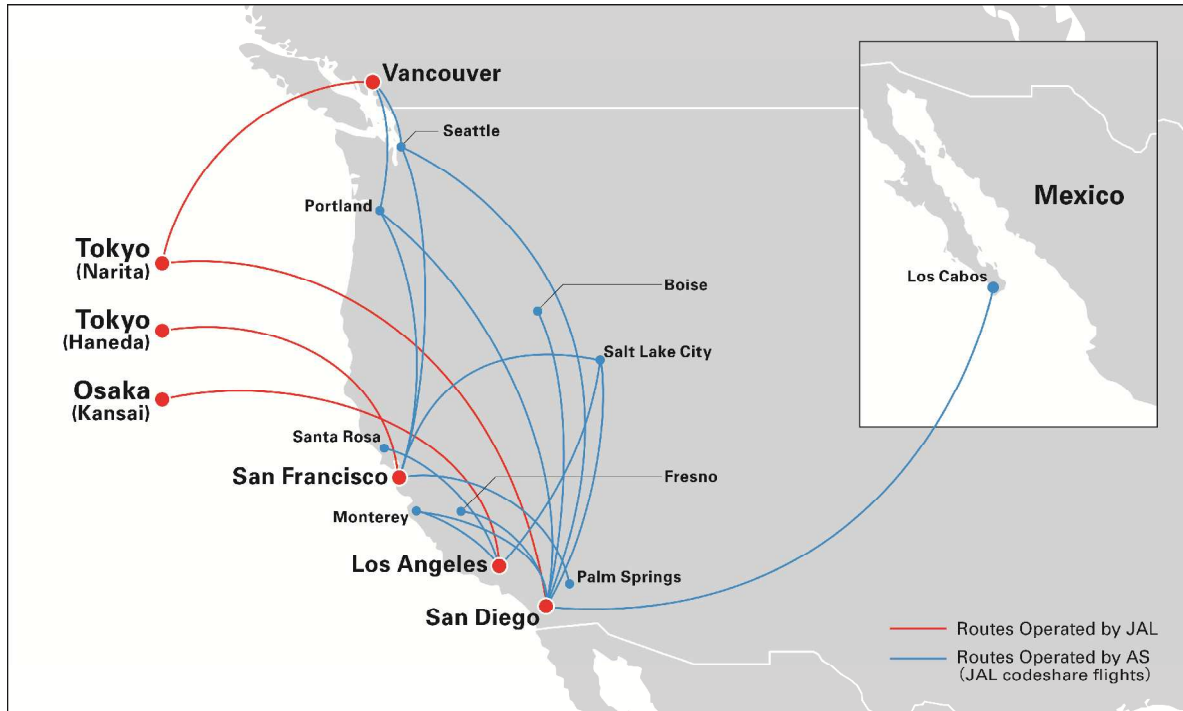 Vancouver
Seattle
Portland
Mexico
Tokyo
(Narita)
Los Cabos
Boise
Tokyo
(Haneda)
Salt Lake City
Osaka
(Kansai)
Santa Rosa
San Francisco
Fresno
Monterey
Los Angeles
Palm Springs
San Diego
Routes Operated by JAL
Routes Operated by AS
(JAL codeshare flights)